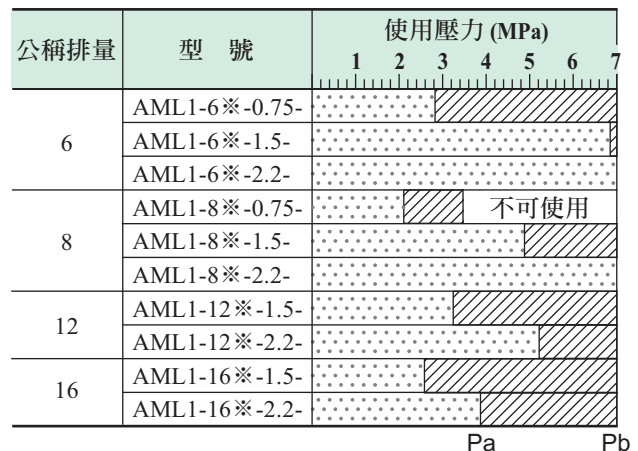 公稱排量 型 號 使用壓力 (MPa)
1 2 3 4 5 6 7
6
AML1-6※-0.75-
AML1-6※-1.5-
AML1-6※-2.2-
8
AML1-8※-0.75- 不可使用
AML1-8※-1.5-
AML1-8※-2.2-
12
AML1-12※-1.5-
AML1-12※-2.2-
16
AML1-16※-1.5-
AML1-16※-2.2-
Pa Pb